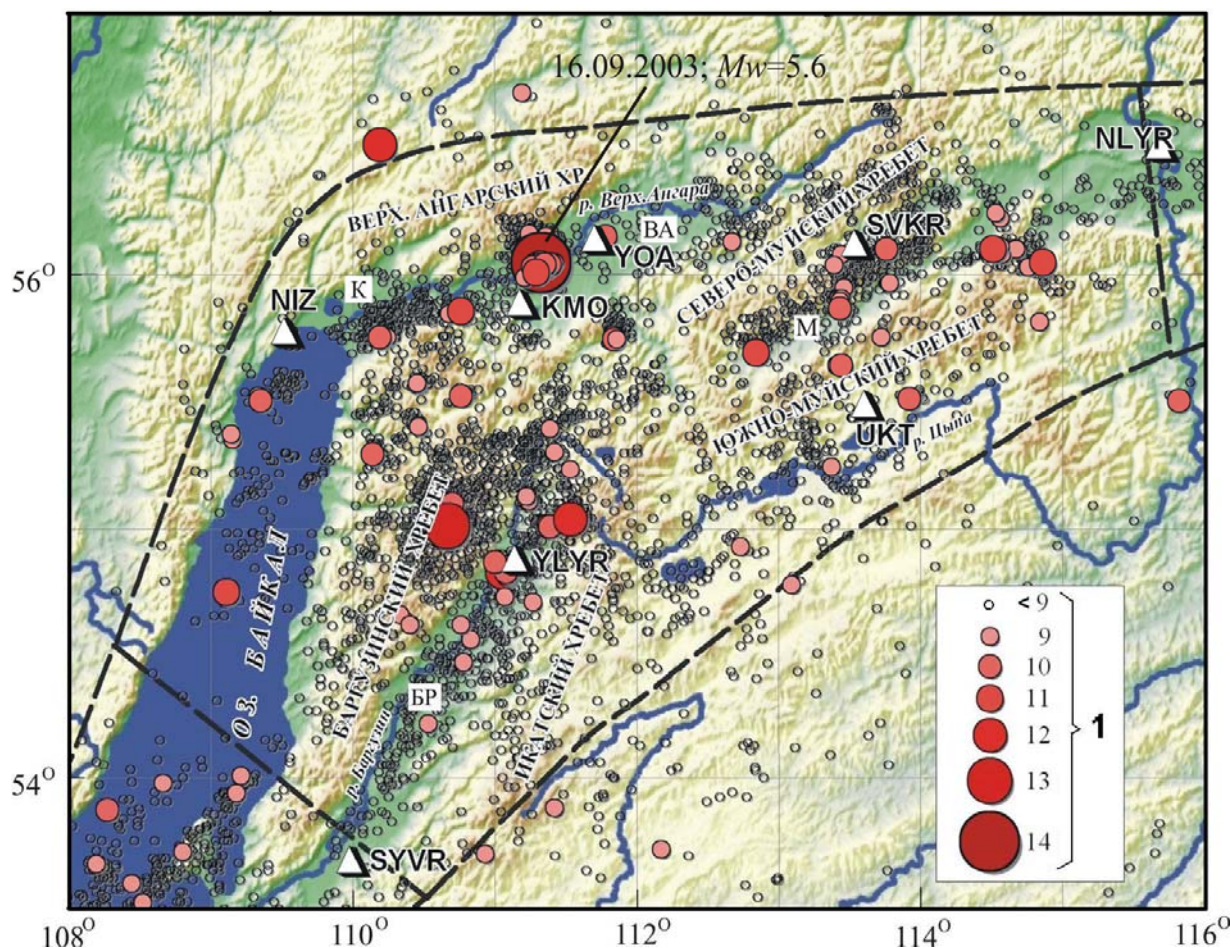 16.09.2003; Mw=5.6
NLYR
ВЕРХ. АНГАРСКИЙ ХР.
р. Верх.Ангара
ВА
YOA
СЕВЕРО-МУЙСКИЙ ХРЕБЕТ
SVKR
56°
К
NIZ
KMO
М
ЮЖНО-МУЙСКИЙ ХРЕБЕТ
UKT
р. Ципа
БАРГУЗИНСКИЙ ХРЕБЕТ
YLYR
ИКАТСКИЙ ХРЕБЕТ
ОЗ. БАЙКАЛ
БР
р. Баргузин
54°
SYVR
< 9
9
10
11
12
13
14
1
108°
110°
112°
114°
116°